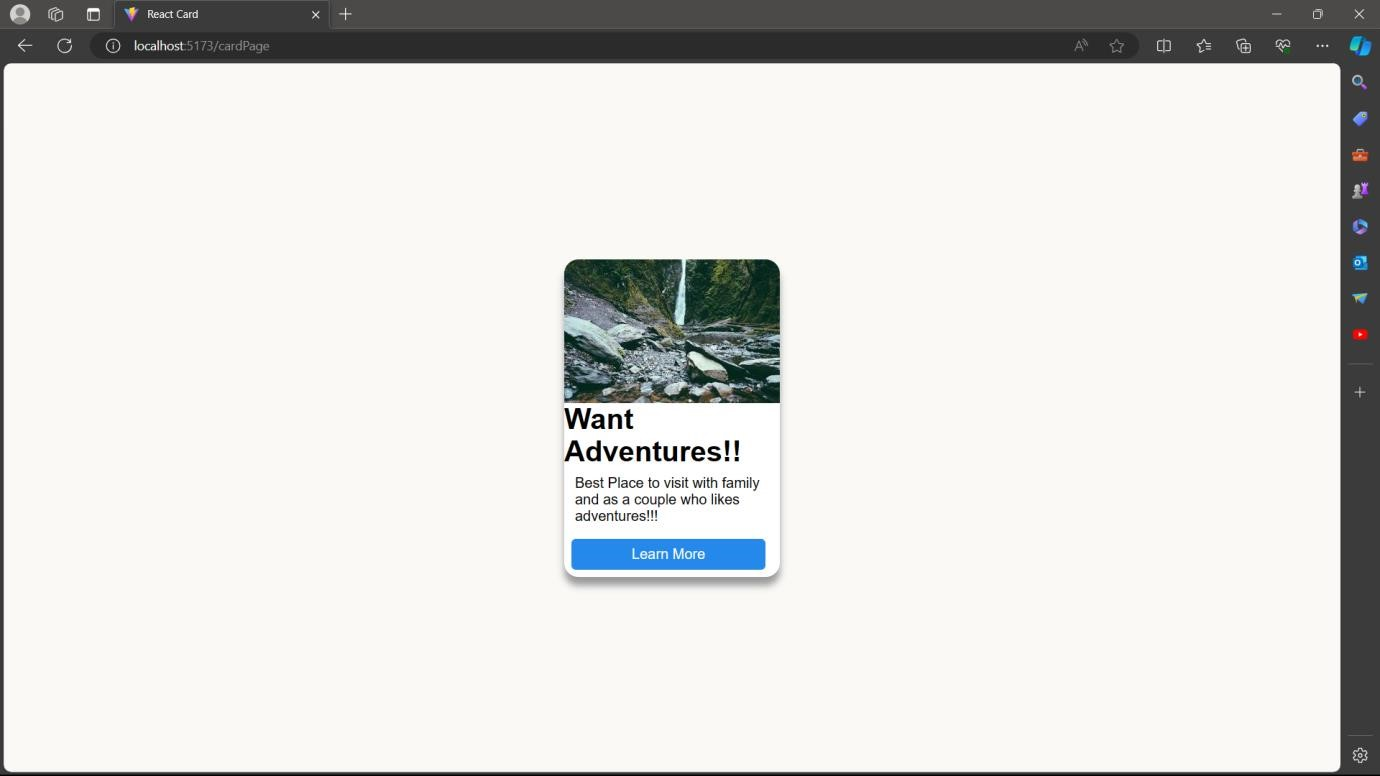 React Card
localhost:5173/cardPage
Want
Adventures!!
Best Place to visit with family
and as a couple who likes
adventures!!!
Learn More